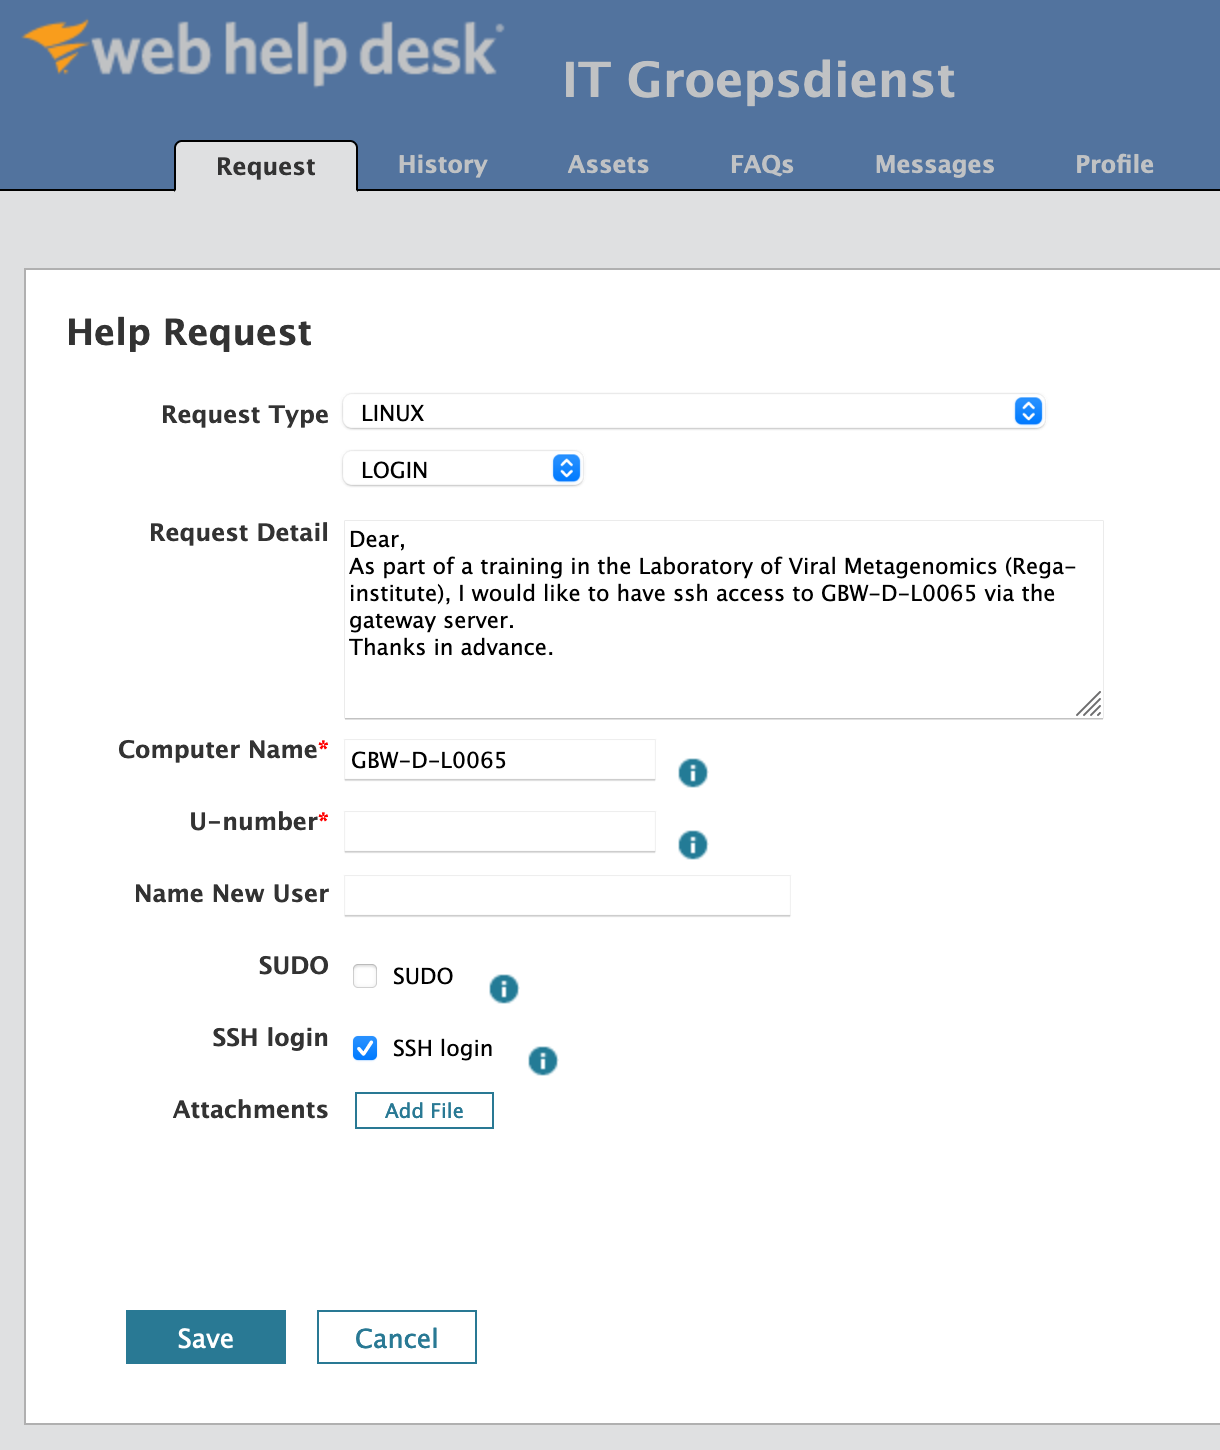 web help desk
IT Groepsdienst
Request History Assets FAQs Messages Profile
Help Request
Request Type LINUX
LOGIN
Request Detail Dear,
As part of a training in the Laboratory of Viral Metagenomics (Rega-
institute), I would like to have ssh access to GBW-D-L0065 via the
gateway server.
Thanks in advance.
Computer Name* GBW-D-L0065
U-number*
Name New User
SUDO SUDO
SSH login SSH login
Attachments Add File
Save Cancel